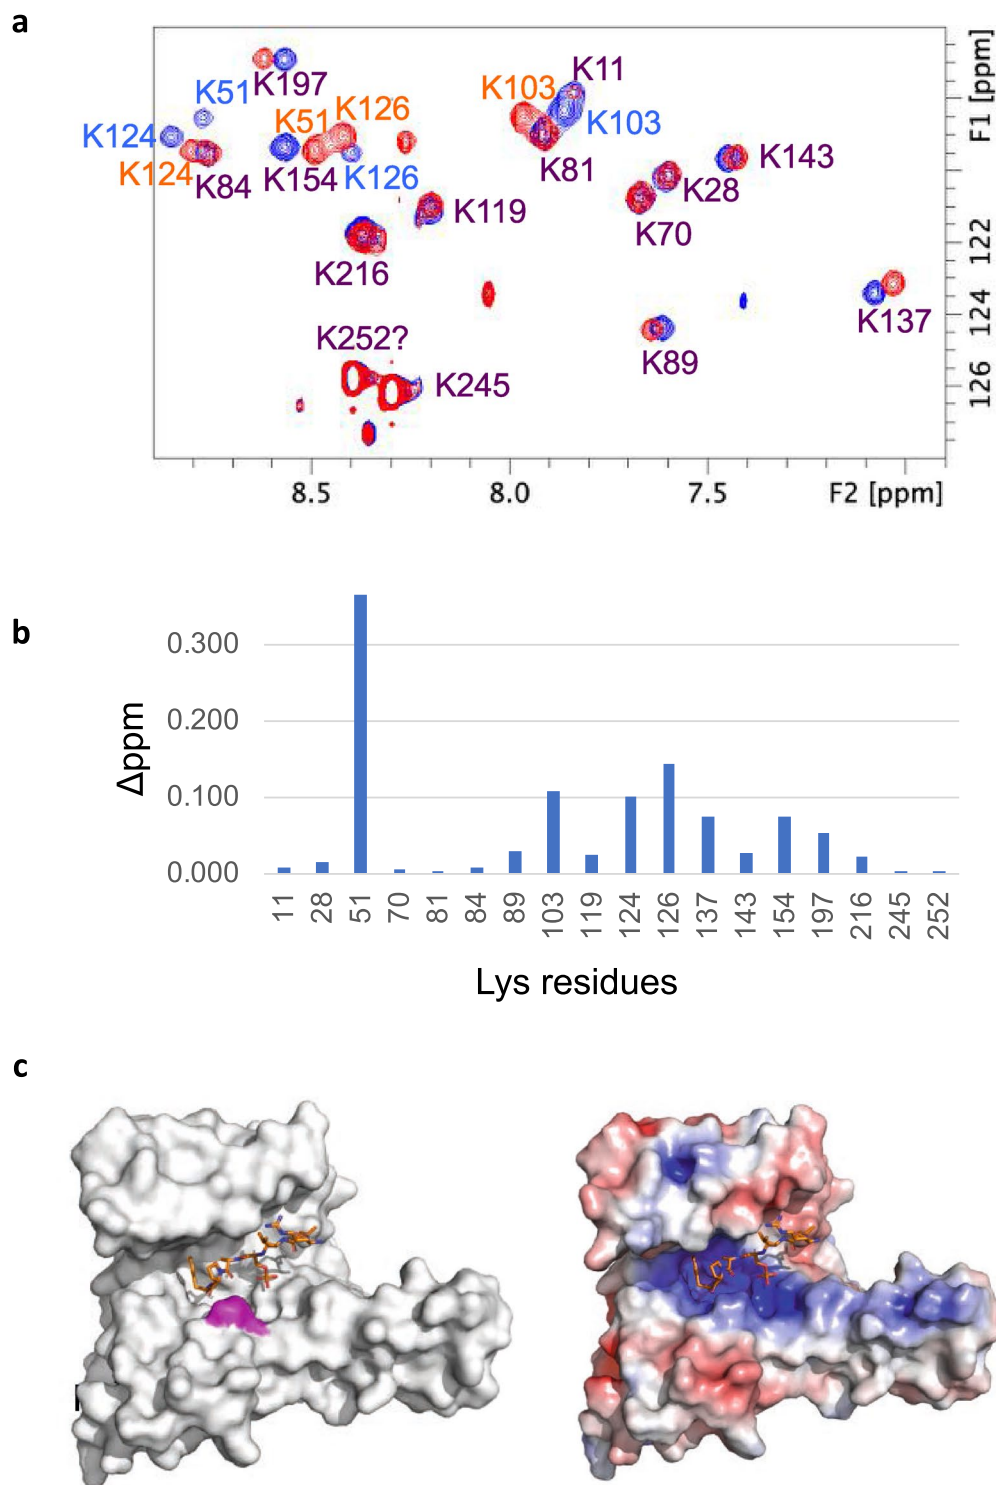 a
K11
K103
K51
K197
K126
K51
K103
K124
K143
K124
K154
K126
K81
K84
K28
K119
K70
K216
K137
K252?
K89
K245
F1 [ppm]
122
124
126
8.5
8.0
7.5
F2 [ppm]
b
0.300
0.200
0.100
0.000
Δppm
11
28
51
70
81
84
89
103
119
124
126
137
143
154
197
216
245
252
Lys residues
c